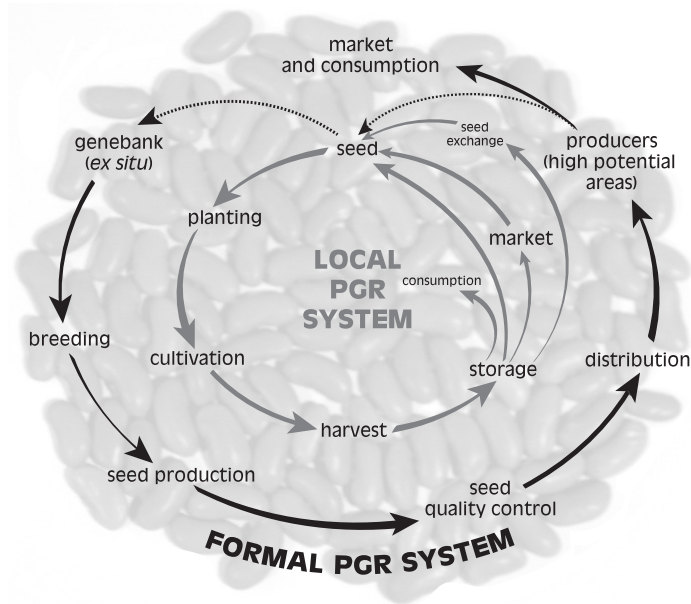 market
and consumption
seed
exchange
producers
(high potential
areas)
genebank
(ex situ)
seed
planting
market
LOCAL
PGR
SYSTEM
consumption
breeding
cultivation
storage
distribution
harvest
seed production
seed
quality control
FORMAL PGR SYSTEM